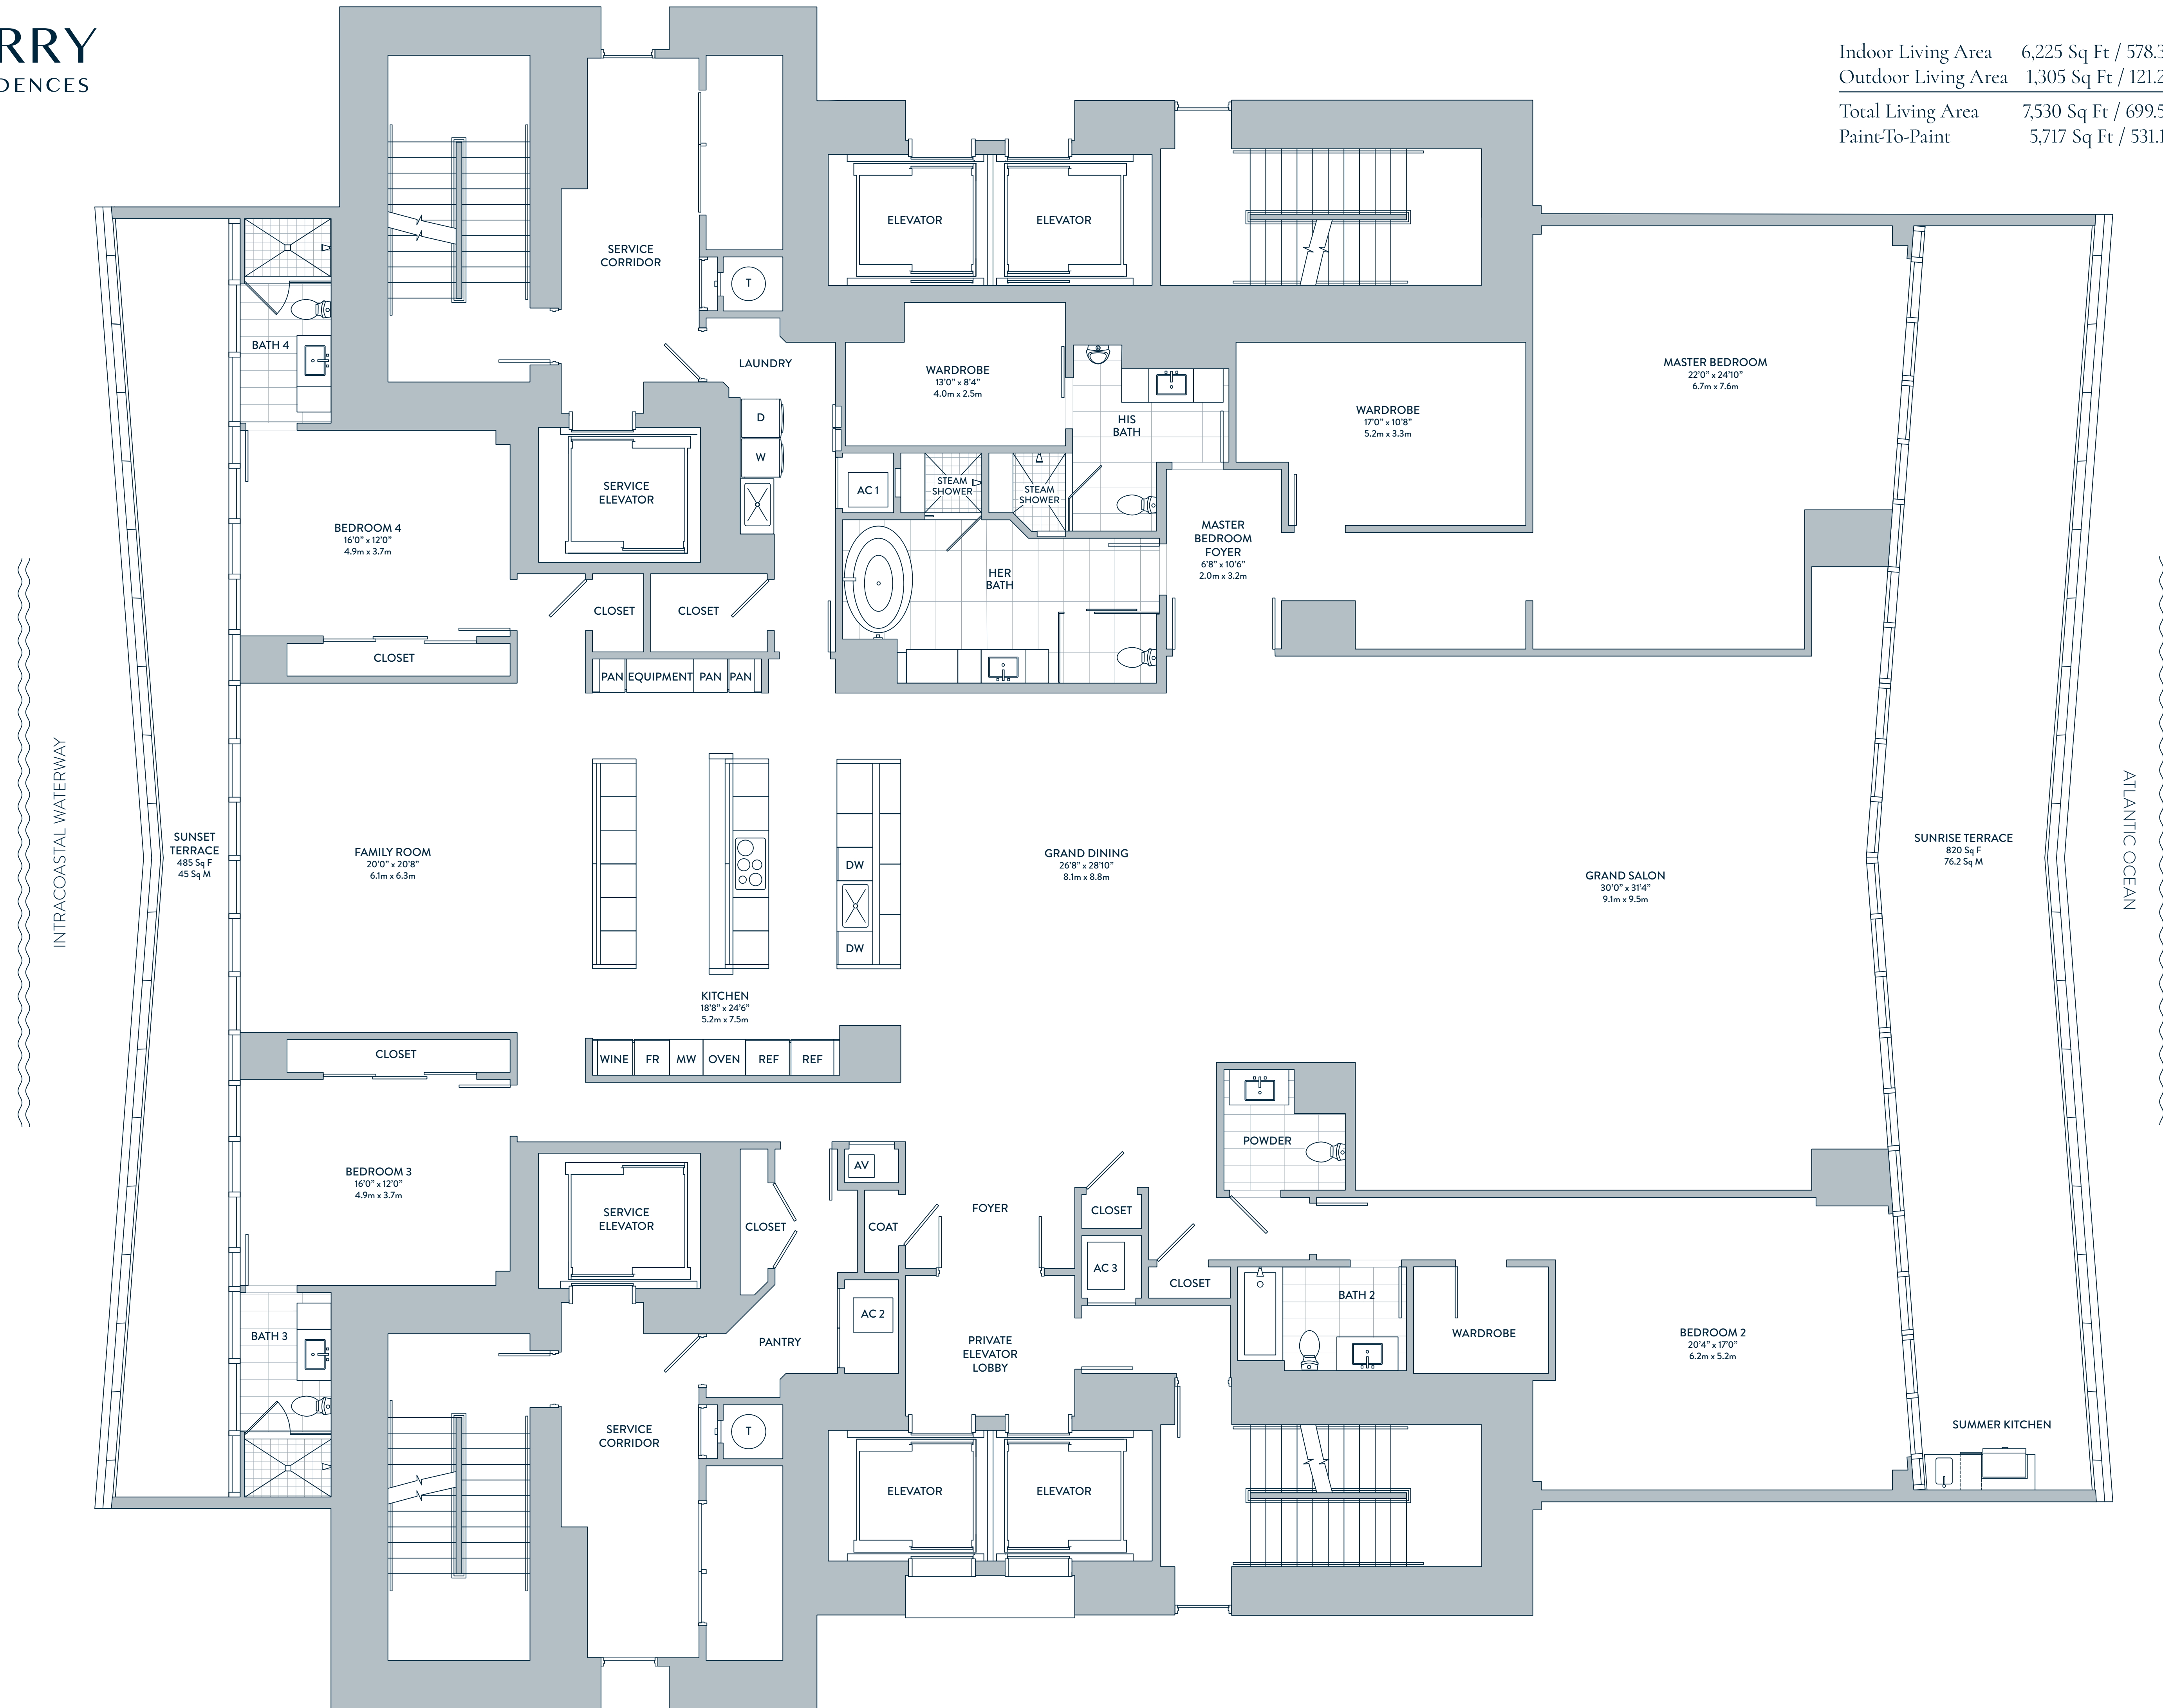 RRY
DENCES
Indoor Living Area 6,225 Sq Ft / 578.3
Outdoor Living Area 1,305 Sq Ft / 121.2
Total Living Area 7,530 Sq Ft / 699.5
Paint-To-Paint 5,717 Sq Ft / 531.1
ELEVATOR
ELEVATOR
SERVICE
CORRIDOR
T
BATH 4
LAUNDRY
WARDROBE
13'0" x 8'4"
4.0m x 2.5m
HIS
BATH
WARDROBE
17'0" x 10'8"
5.2m x 3.3m
MASTER BEDROOM
22'0" x 24'10"
6.7m x 7.6m
D
W
SERVICE
ELEVATOR
AC 1
STEAM
SHOWER
STEAM
SHOWER
BEDROOM 4
16'0" x 12'0"
4.9m x 3.7m
MASTER
BEDROOM
FOYER
6'8" x 10'6"
2.0m x 3.2m
HER
BATH
CLOSET
CLOSET
CLOSET
PAN
EQUIPMENT
PAN
PAN
INTRACOASTAL WATERWAY
SUNSET
TERRACE
485 Sq F
45 Sq M
FAMILY ROOM
20'0" x 20'8"
6.1m x 6.3m
DW
DW
GRAND DINING
26'8" x 28'10"
8.1m x 8.8m
GRAND SALON
30'0" x 31'4"
9.1m x 9.5m
SUNRISE TERRACE
820 Sq F
76.2 Sq M
ATLANTIC OCEAN
KITCHEN
18'8" x 24'6"
5.2m x 7.5m
CLOSET
WINE
FR
MW
OVEN
REF
REF
POWDER
BEDROOM 3
16'0" x 12'0"
4.9m x 3.7m
AV
SERVICE
ELEVATOR
CLOSET
COAT
FOYER
CLOSET
AC 3
CLOSET
BATH 2
AC 2
BATH 3
PANTRY
PRIVATE
ELEVATOR
LOBBY
WARDROBE
BEDROOM 2
20'4" x 17'0"
6.2m x 5.2m
SERVICE
CORRIDOR
T
SUMMER KITCHEN
ELEVATOR
ELEVATOR